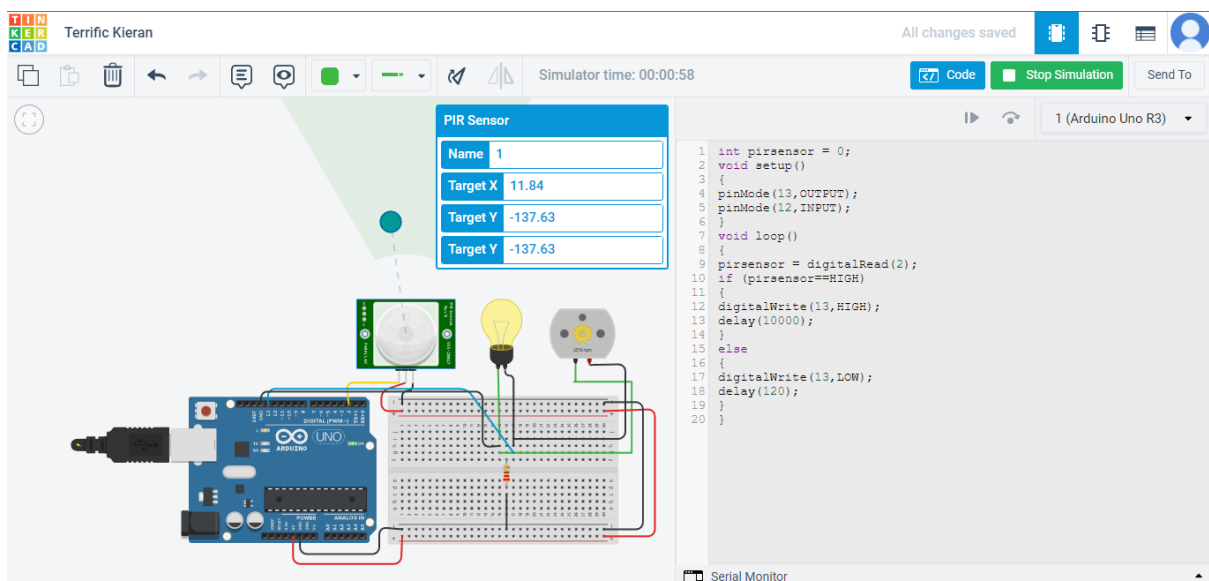 TIN
KER
CAD
Terrific Kieran
All changes saved
Simulator time: 00:00:58
Code
Stop Simulation
Send To
PIR Sensor
Name 1
Target X 11.84
Target Y -137.63
Target Y -137.63
1 (Arduino Uno R3)
1 int pirsensor = 0;
2 void setup()
3 {
4 pinMode(13,OUTPUT);
5 pinMode(12,INPUT);
6 }
7 void loop()
8 {
9 pirsensor = digitalRead(2);
10 if (pirsensor==HIGH)
11 {
12 digitalWrite(13,HIGH);
13 delay(10000);
14 }
15 else
16 {
17 digitalWrite(13,LOW);
18 delay(120);
19 }
20 }
DIGITAL (PWM~)
UNO
ARDUINO
POWER
ANALOG IN
Serial Monitor